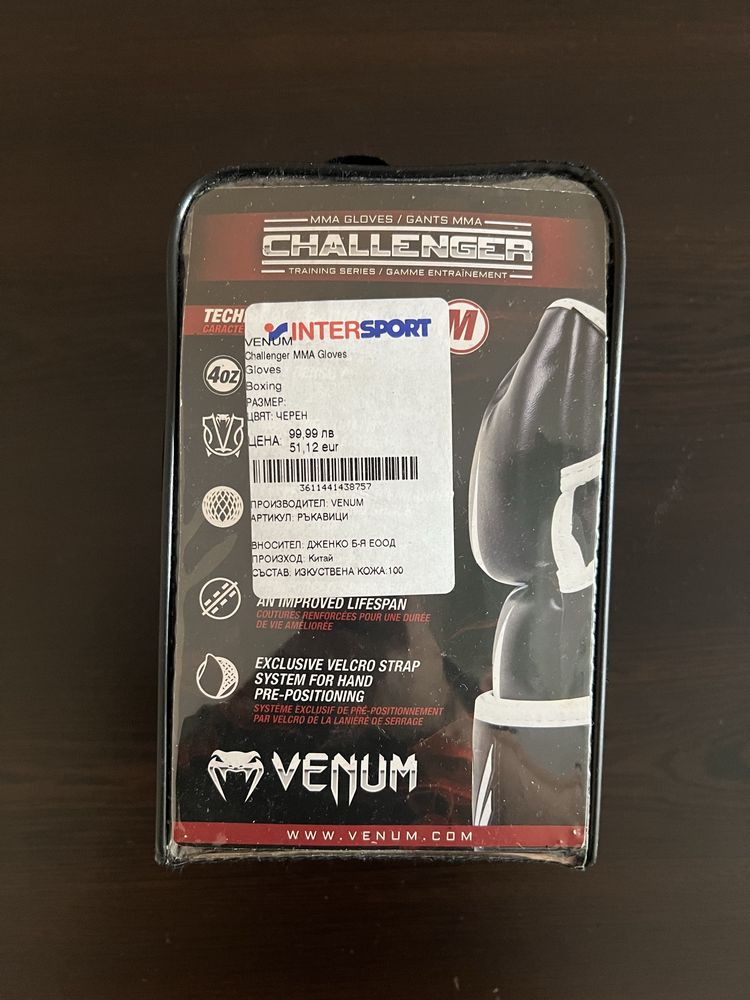 MMA GLOVES / GANTS MMA
CHALLENGER
TRAINING SERIES / GAMME ENTRAÎNEMENT
M
INTERSPORT
VENUM
Challenger MMA Gloves
Gloves
4oz
Boxing
РАЗМЕР:
ЦВЯТ: ЧЕРЕН
ЦЕНА: 99,99 лв
51,12 eur
3611441438757
ПРОИЗВОДИТЕЛ: VENUM
АРТИКУЛ: РЪКАВИЦИ
ВНОСИТЕЛ: ДЖЕНКО Б-Я ЕООД
ПРОИЗХОД: Китай
СЪСТАВ: ИЗКУСТВЕНА КОЖА:100
AN IMPROVED LIFESPAN
COUTURES RENFORCÉES POUR UNE DURÉE
DE VIE AMÉLIORÉE
EXCLUSIVE VELCRO STRAP
SYSTEM FOR HAND
PRE-POSITIONING
SYSTÈME EXCLUSIF DE PRÉ-POSITIONNEMENT
PAR VELCRO DE LA LANIÈRE DE SERRAGE
VENUM
WWW.VENUM.COM